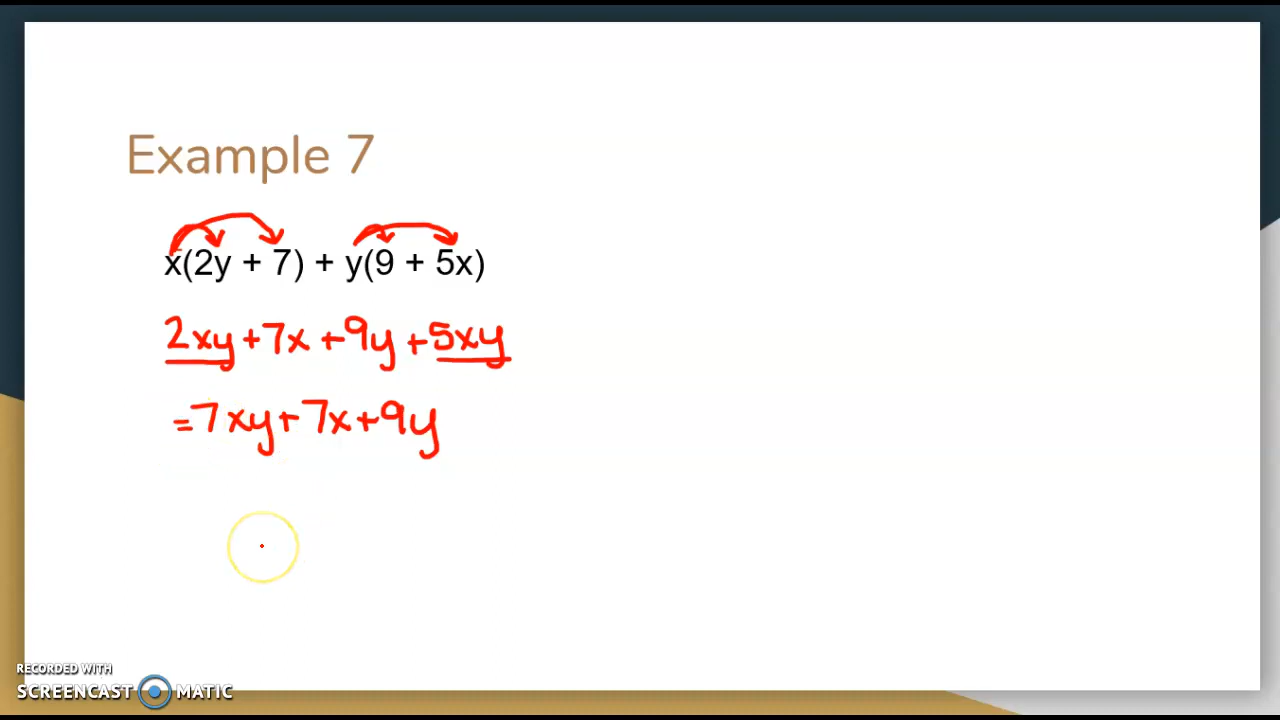 Example 7
x(2y + 7) + y(9 + 5x)
2xy+7x+9y+5xy
=7xy+7x+9y
RECORDED WITH
SCREENCAST MATIC